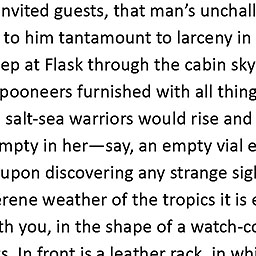 nvited guests, that man’s unchall
to him tantamount to larceny in
ep at Flask through the cabin sky
pooneers furnished with all thing
salt-sea warriors would rise and
mpty in her—say, an empty vial e
upon discovering any strange sigh
erene weather of the tropics it is e
th you, in the shape of a watch-co
s. In front is a leather rack, in whi